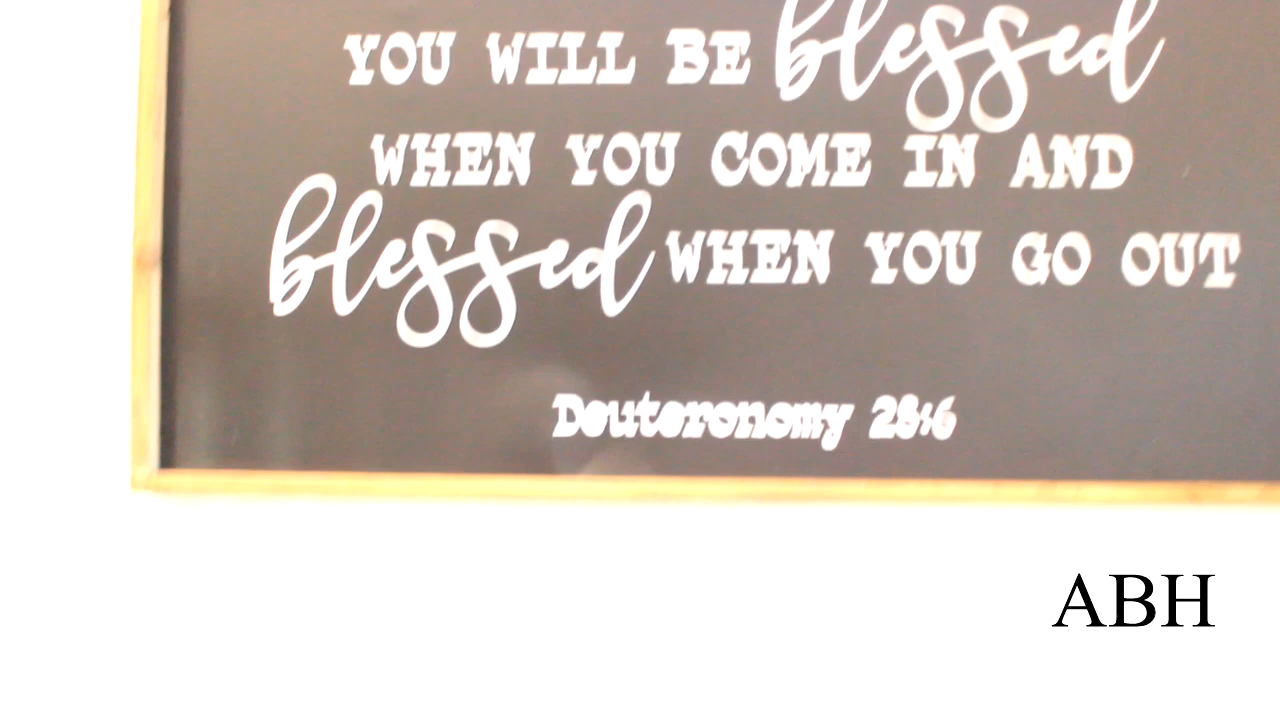 YOU WILL BE blessed
WHEN YOU COME IN AND
blessed WHEN YOU GO OUT
Deuteronomy 28:6
ABH